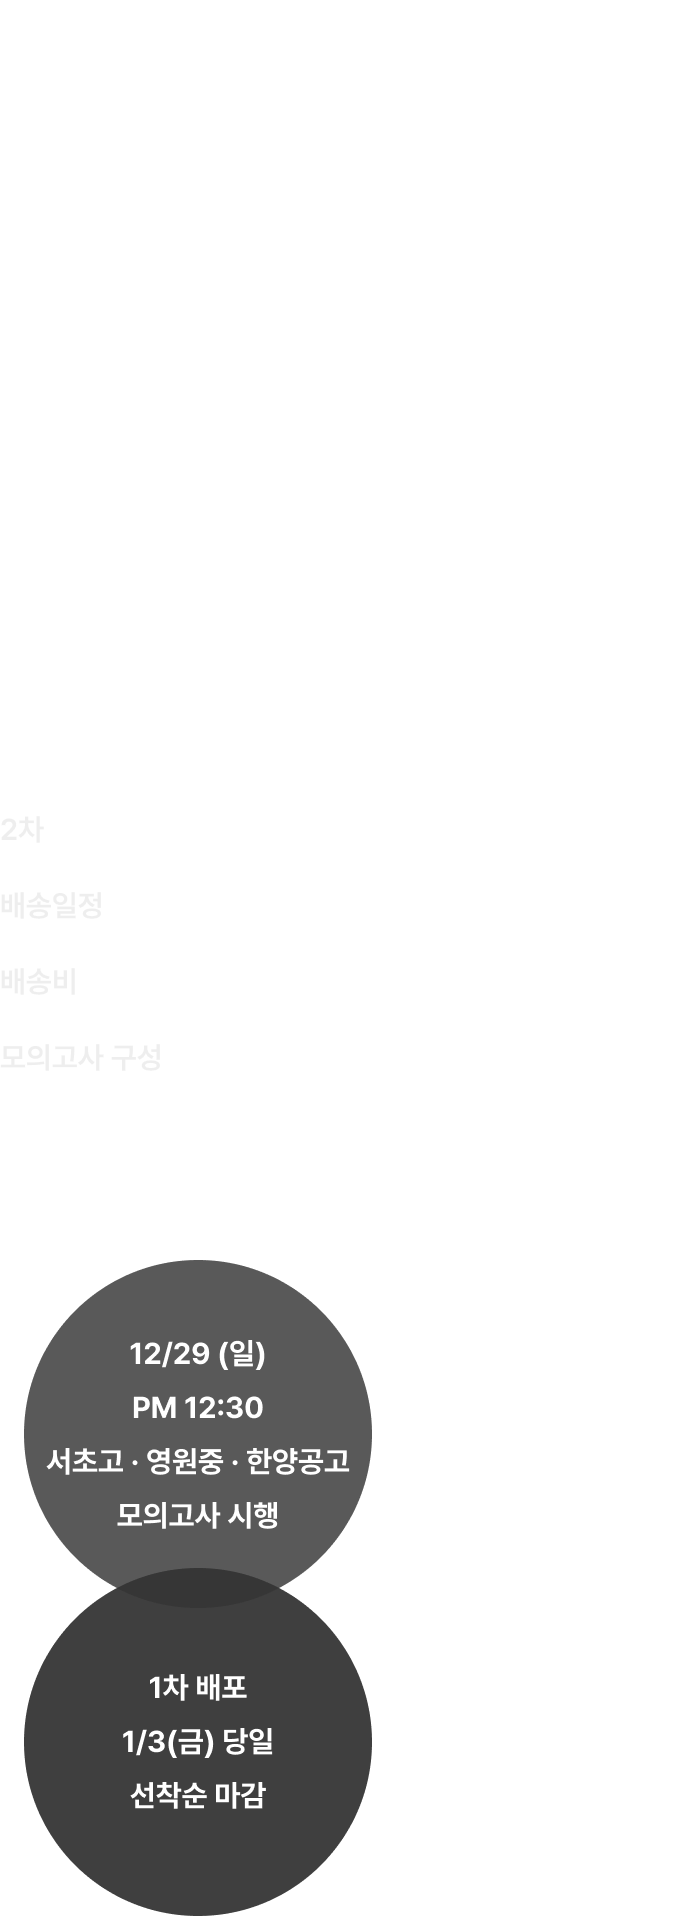 2차
배송일정
배송비
모의고사 구성
12/29 (일)
PM 12:30
서초고 · 영원중 · 한양공고
모의고사 시행
1차 배포
1/3(금) 당일
선착순 마감